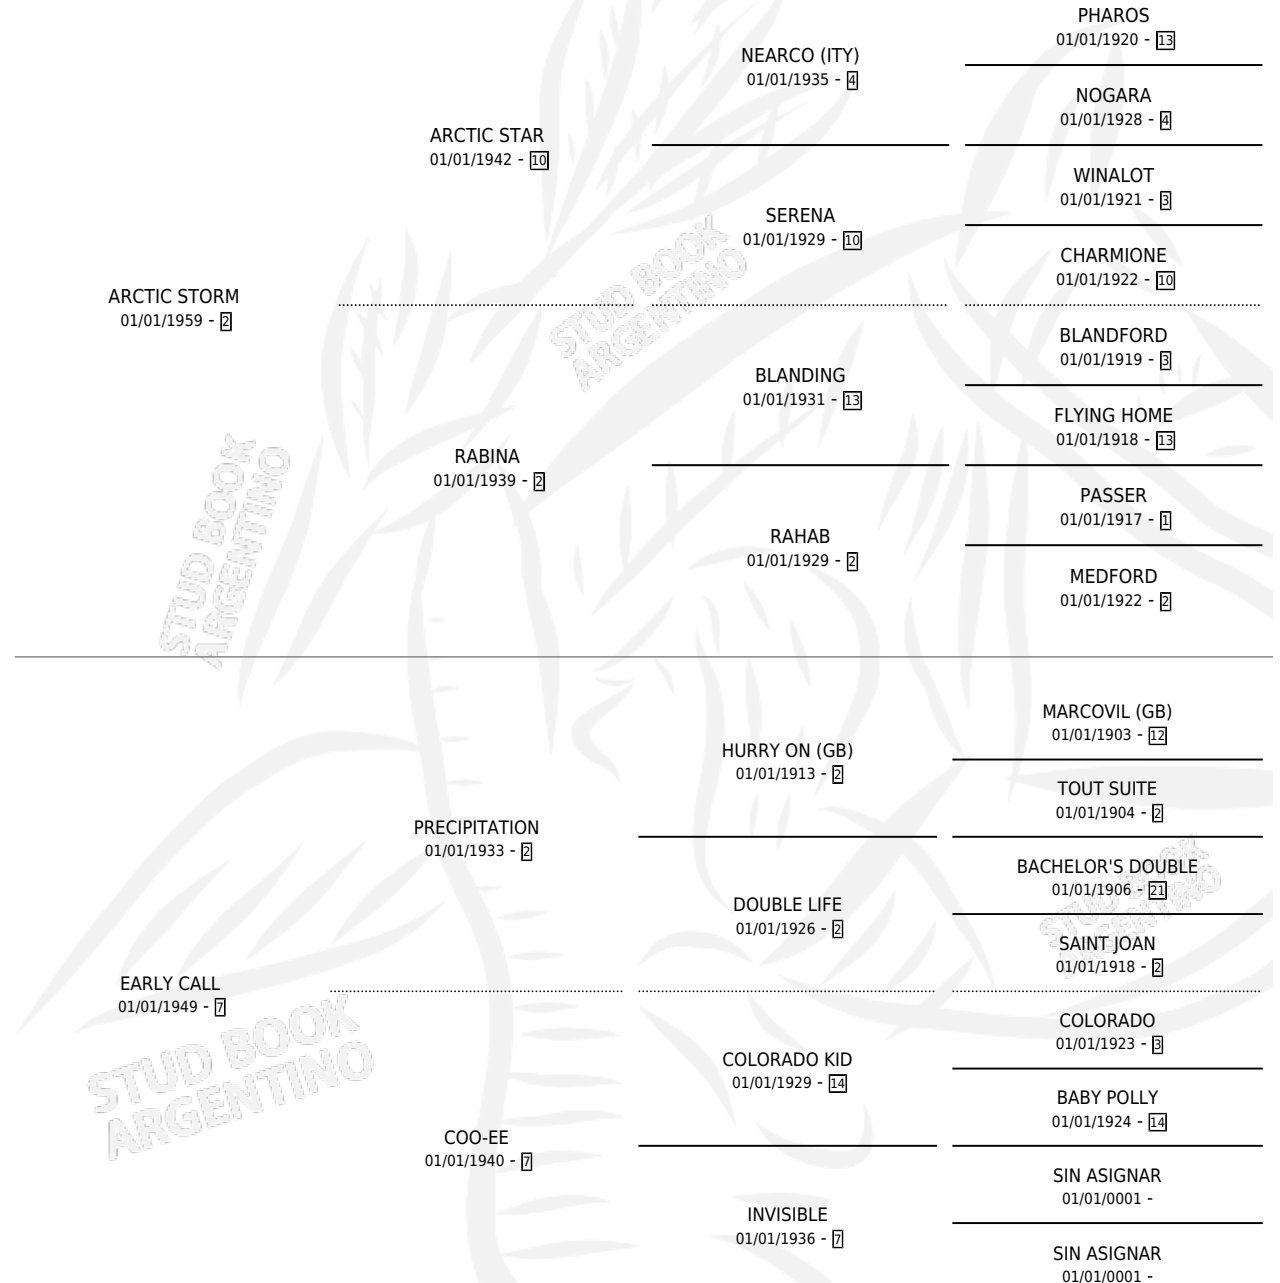 PHAROS
01/01/1920 - 13
NEARCO (ITY)
01/01/1935 - 4
NOGARA
01/01/1928 - 4
ARCTIC STAR
01/01/1942 - 10
WINALOT
01/01/1921 - 3
SERENA
01/01/1929 - 10
CHARMIONE
01/01/1922 - 10
ARCTIC STORM
01/01/1959 - 2
STUD BOOK
ARGENTINO
BLANDFORD
01/01/1919 - 3
BLANDING
01/01/1931 - 13
FLYING HOME
01/01/1918 - 13
RABINA
01/01/1939 - 2
PASSER
01/01/1917 - 1
RAHAB
01/01/1929 - 2
MEDFORD
01/01/1922 - 2
STUD BOOK
ARGENTINO
MARCOVIL (GB)
01/01/1903 - 12
HURRY ON (GB)
01/01/1913 - 2
TOUT SUITE
01/01/1904 - 2
PRECIPITATION
01/01/1933 - 2
BACHELOR'S DOUBLE
01/01/1906 - 21
DOUBLE LIFE
01/01/1926 - 2
SAINT JOAN
01/01/1918 - 2
STUD BOOK
ARGENTINO
EARLY CALL
01/01/1949 - 7
COLORADO
01/01/1923 - 3
COLORADO KID
01/01/1929 - 14
BABY POLLY
01/01/1924 - 14
STUD BOOK
ARGENTINO
COO-EE
01/01/1940 - 7
SIN ASIGNAR
01/01/0001 -
INVISIBLE
01/01/1936 - 7
SIN ASIGNAR
01/01/0001 -